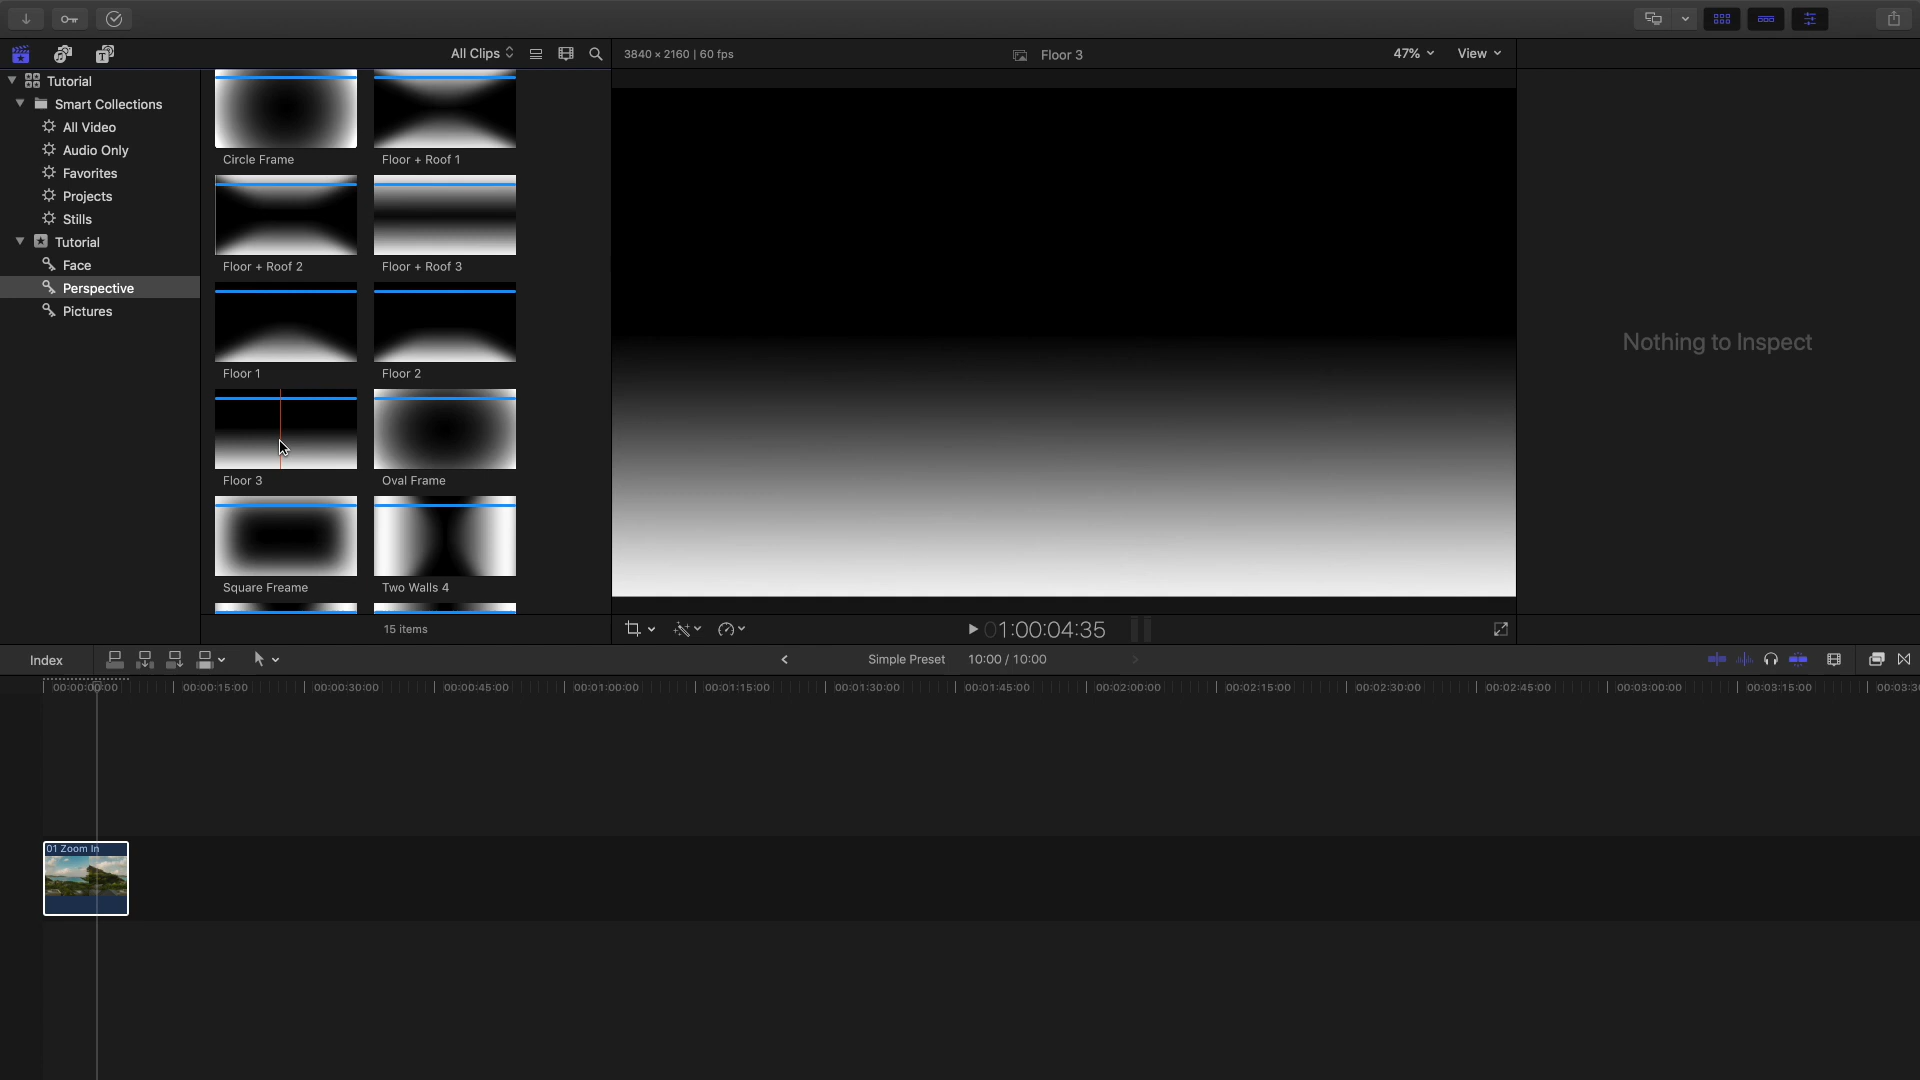 All Clips
3840 × 2160 | 60 fps
Floor 3
47%
View
Tutorial
Smart Collections
All Video
Audio Only
Favorites
Projects
Stills
Tutorial
Face
Perspective
Pictures
Circle Frame
Floor + Roof 1
Floor + Roof 2
Floor + Roof 3
Floor 1
Floor 2
Floor 3
Oval Frame
Square Freame
Two Walls 4
15 items
Nothing to Inspect
01:00:04:35
Index
Simple Preset
10:00 / 10:00
00:00:00:00
00:00:15:00
00:00:30:00
00:00:45:00
00:01:00:00
00:01:15:00
00:01:30:00
00:01:45:00
00:02:00:00
00:02:15:00
00:02:30:00
00:02:45:00
00:03:00:00
00:03:15:00
00:03:3
01 Zoom In